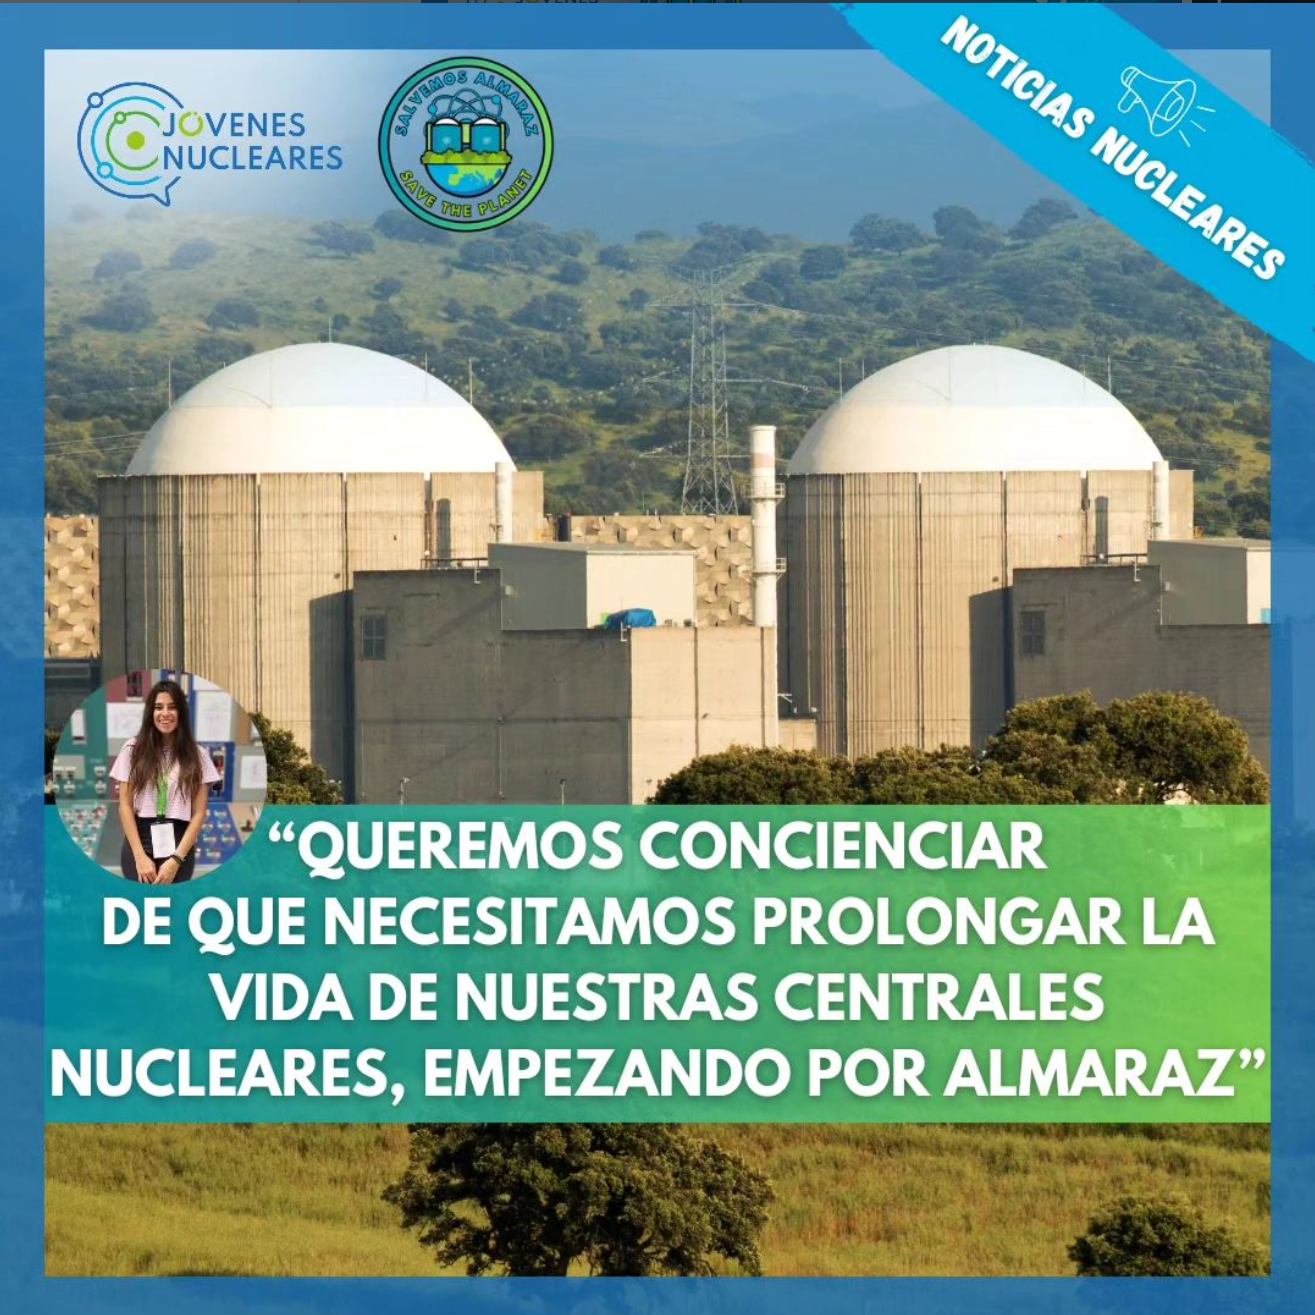 JÓVENES
NUCLEARES
SALVEMOS ALMARAZ
SAVE THE PLANET
NOTICIAS NUCLEARES
“QUEREMOS CONCIENCIAR
DE QUE NECESITAMOS PROLONGAR LA
VIDA DE NUESTRAS CENTRALES
NUCLEARES, EMPEZANDO POR ALMARAZ”